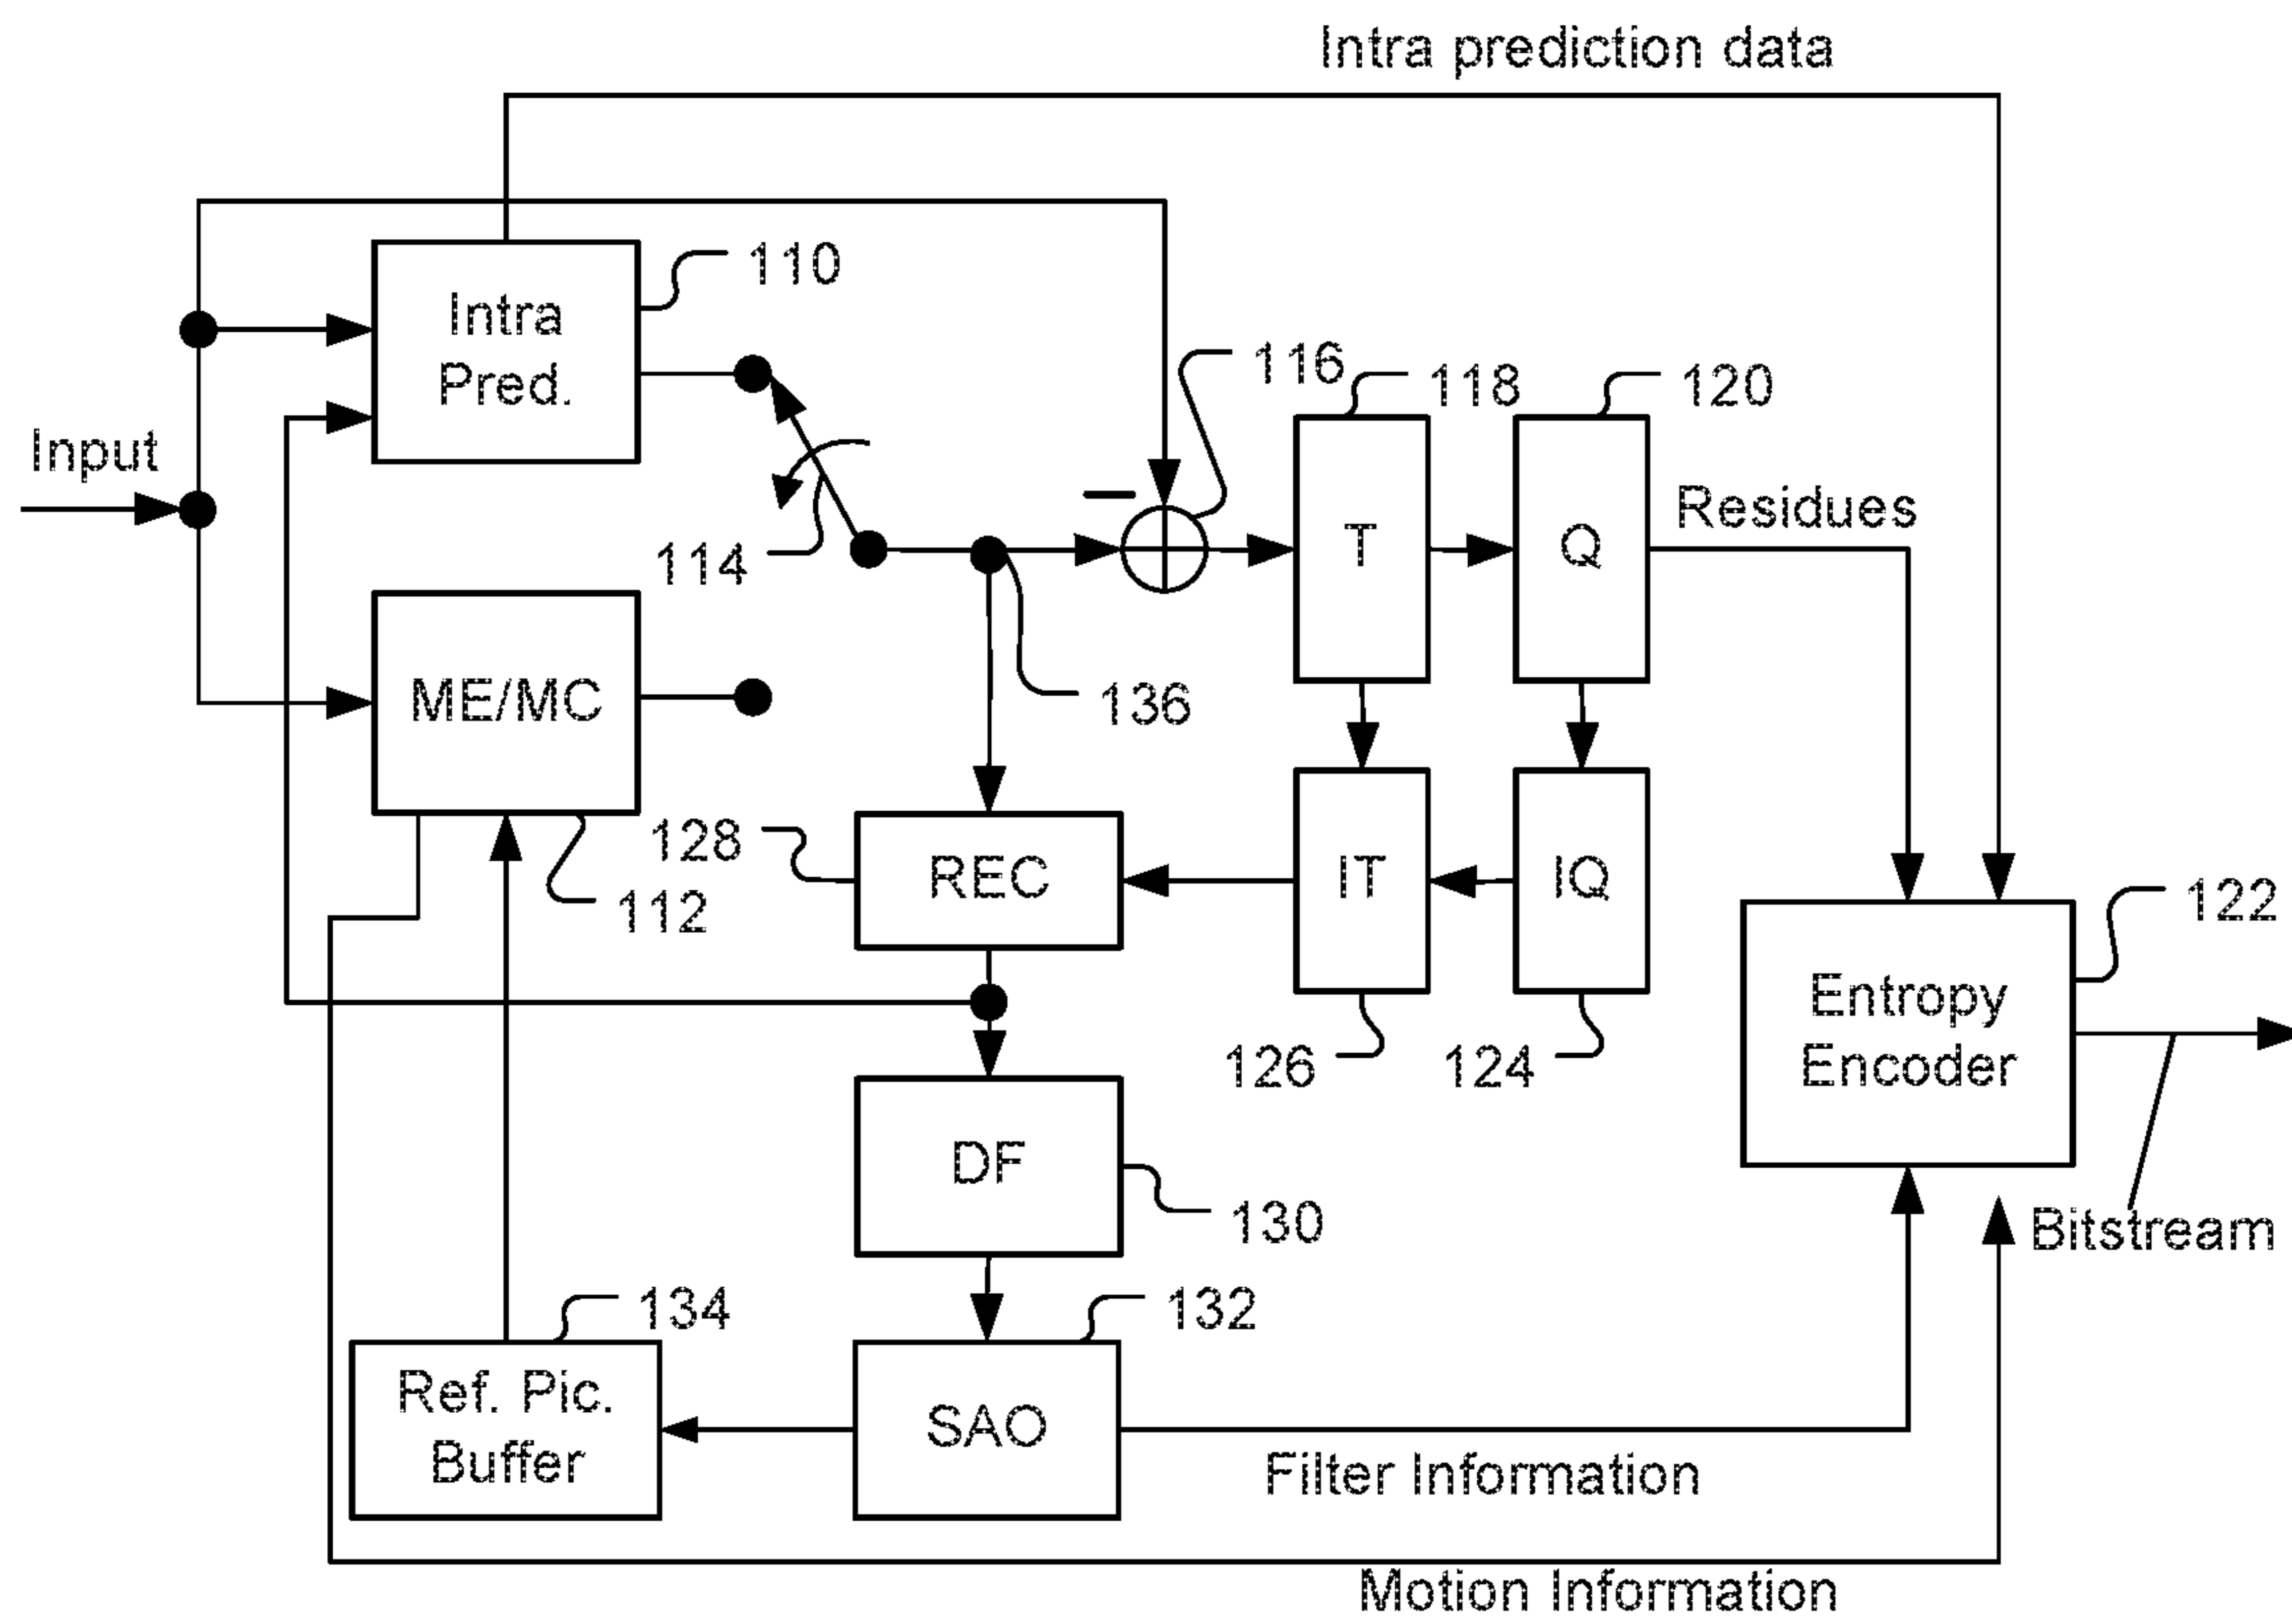 Intra prediction data
110
Intra
Pred.
116
118
120
Input
Residues
114
T
Q
ME/MC
136
128
REC
IT
IQ
112
122
Entropy
Encoder
126
124
DF
130
Bitstream
134
132
Ref. Pic.
Buffer
SAO
Filter Information
Motion Information